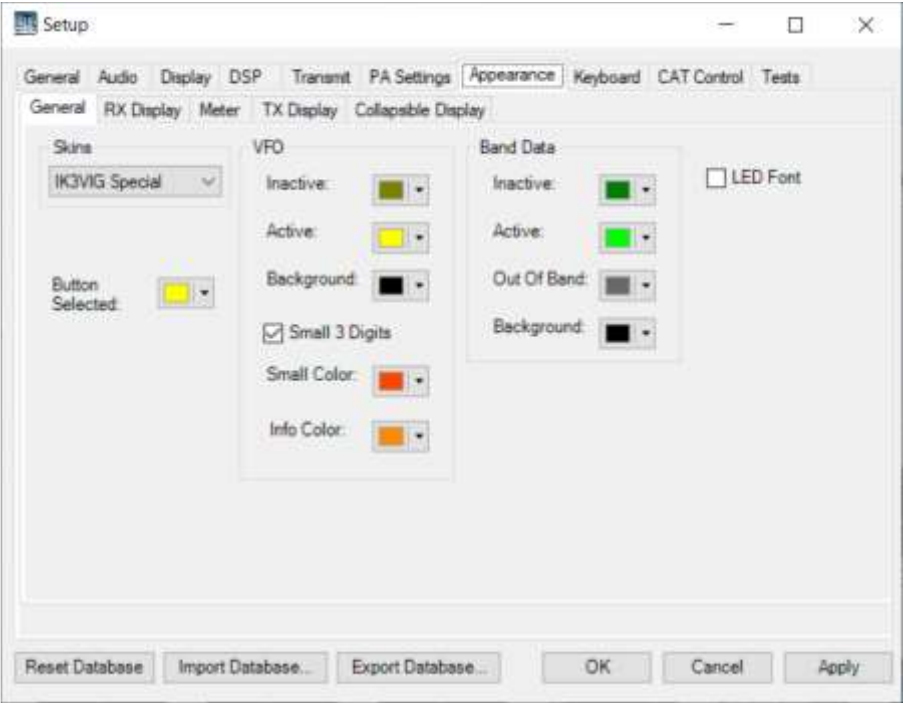 Setup
General Audio Display DSP Transmit PA Settings Appearance Keyboard CAT Control Tests
General RX Display Meter TX Display Collapsible Display
Skins
IK3VIG Special
Button
Selected:
VFO
Inactive:
Active:
Background:
Small 3 Digits
Small Color:
Info Color:
Band Data
Inactive:
Active:
Out Of Band:
Background:
LED Font
Reset Database Import Database... Export Database... OK Cancel Apply